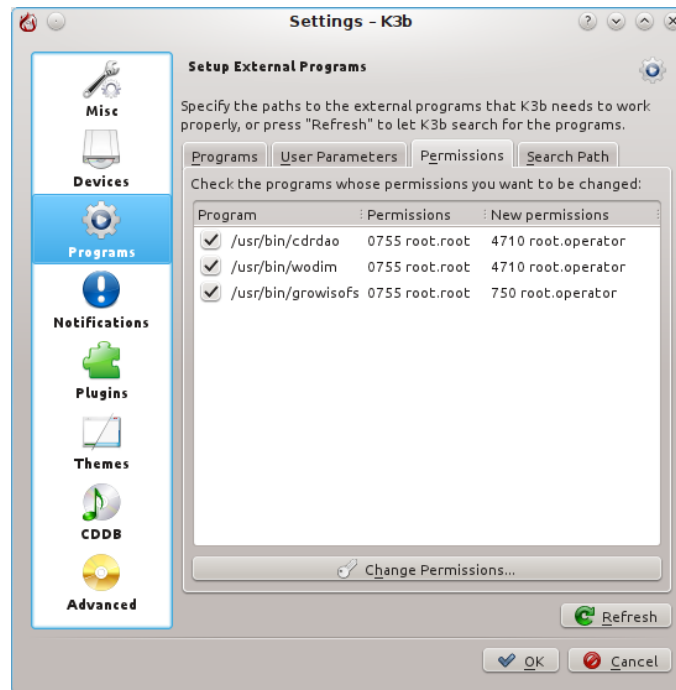 Settings - K3b
Setup External Programs
Specify the paths to the external programs that K3b needs to work
properly, or press "Refresh" to let K3b search for the programs.
Programs User Parameters Permissions Search Path
Check the programs whose permissions you want to be changed:
Program Permissions New permissions
/usr/bin/cdrdao 0755 root.root 4710 root.operator
/usr/bin/wodim 0755 root.root 4710 root.operator
/usr/bin/growisofs 0755 root.root 750 root.operator
Change Permissions...
Misc
Devices
Programs
Notifications
Plugins
Themes
CDDB
Advanced
Refresh
OK Cancel